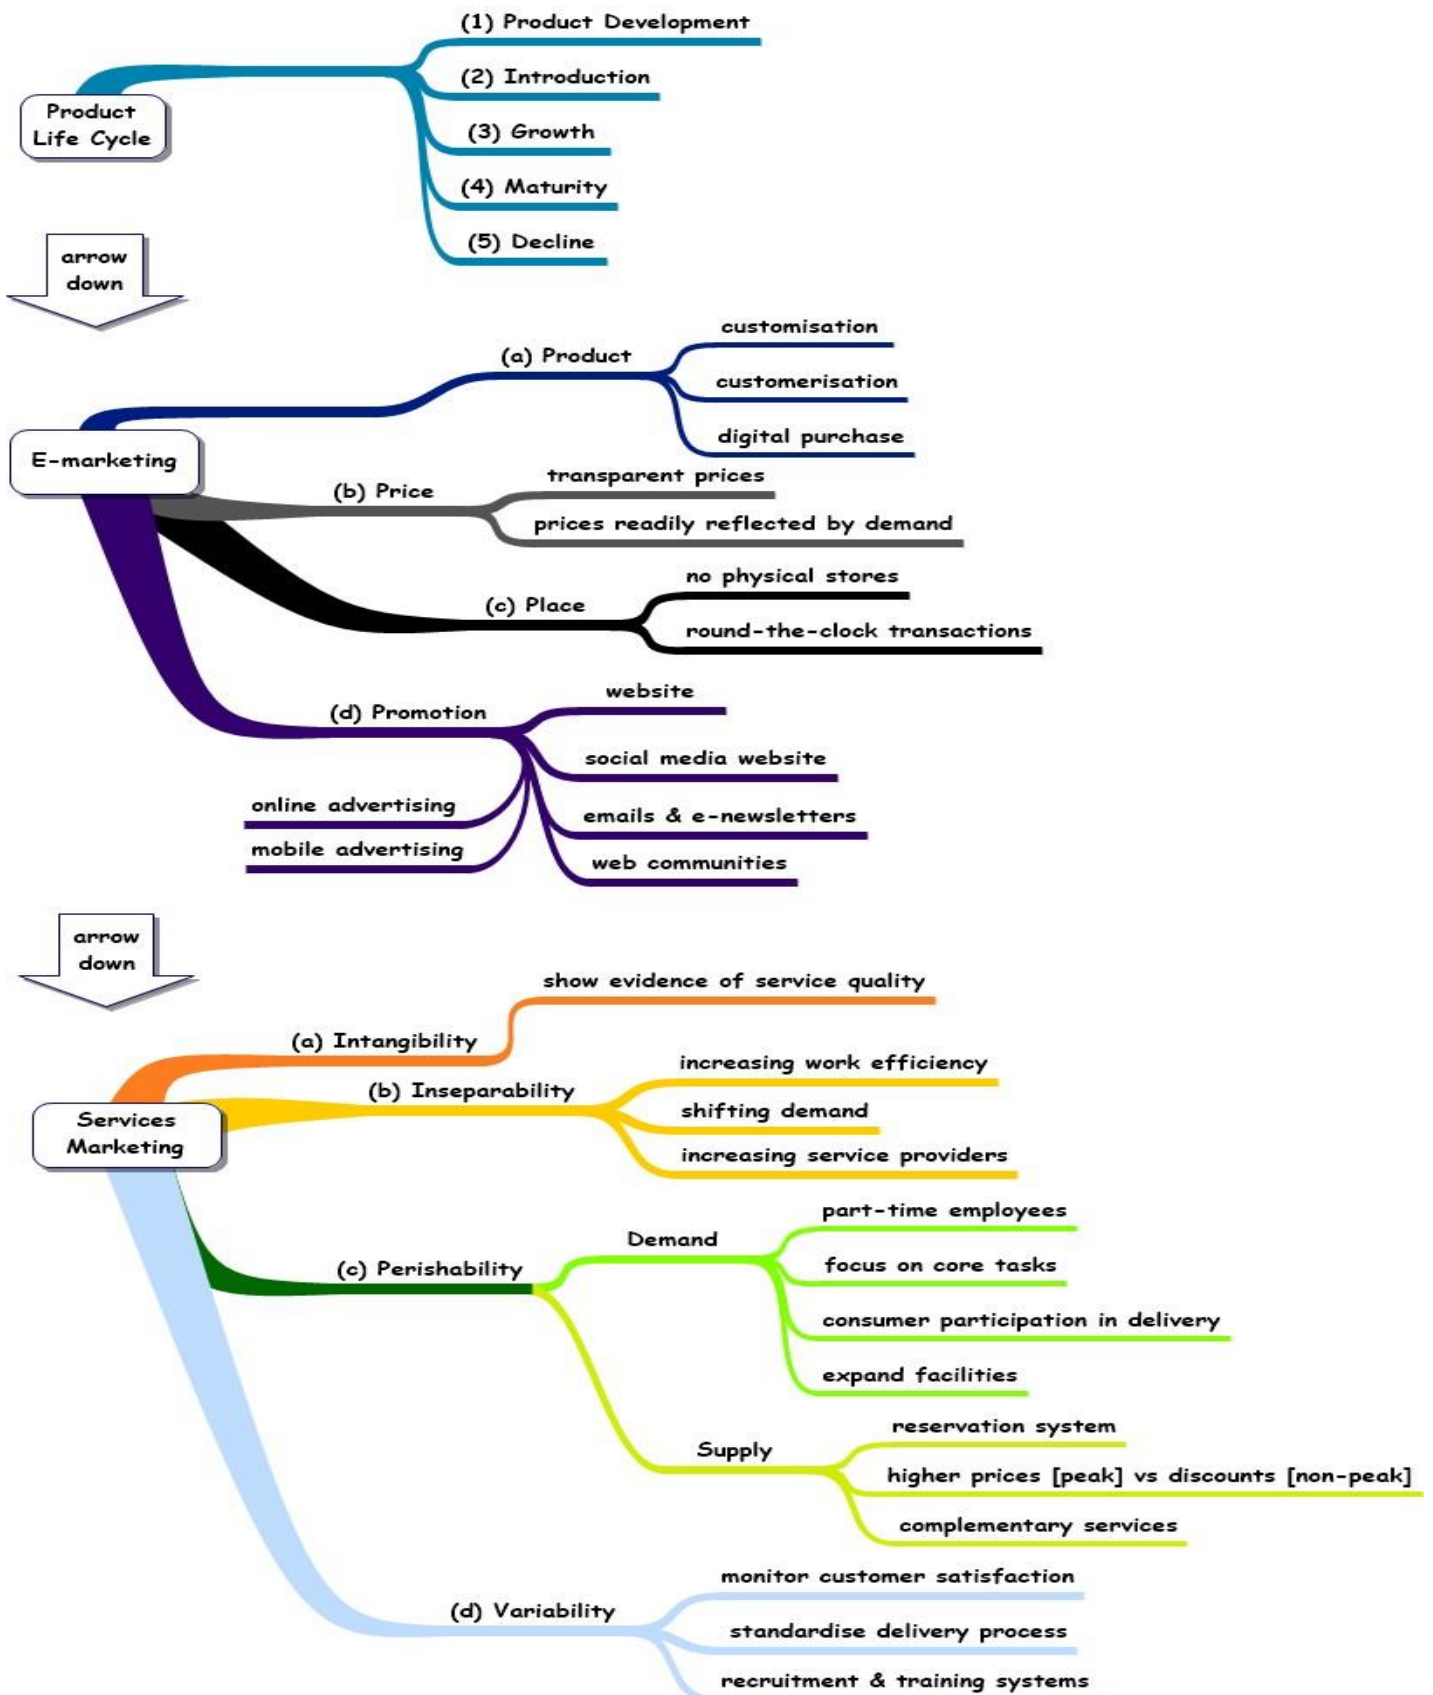 (1) Product Development
(2) Introduction
Product
Life Cycle
(3) Growth
(4) Maturity
(5) Decline
arrow
down
customisation
(a) Product
customerisation
digital purchase
E-marketing
transparent prices
(b) Price
prices readily reflected by demand
no physical stores
(c) Place
round-the-clock transactions
website
(d) Promotion
social media website
online advertising
emails & e-newsletters
mobile advertising
web communities
arrow
down
show evidence of service quality
(a) Intangibility
increasing work efficiency
(b) Inseparability
shifting demand
Services
Marketing
increasing service providers
part-time employees
Demand
focus on core tasks
(c) Perishability
consumer participation in delivery
expand facilities
reservation system
Supply
higher prices [peak] vs discounts [non-peak]
complementary services
monitor customer satisfaction
(d) Variability
standardise delivery process
recruitment & training systems